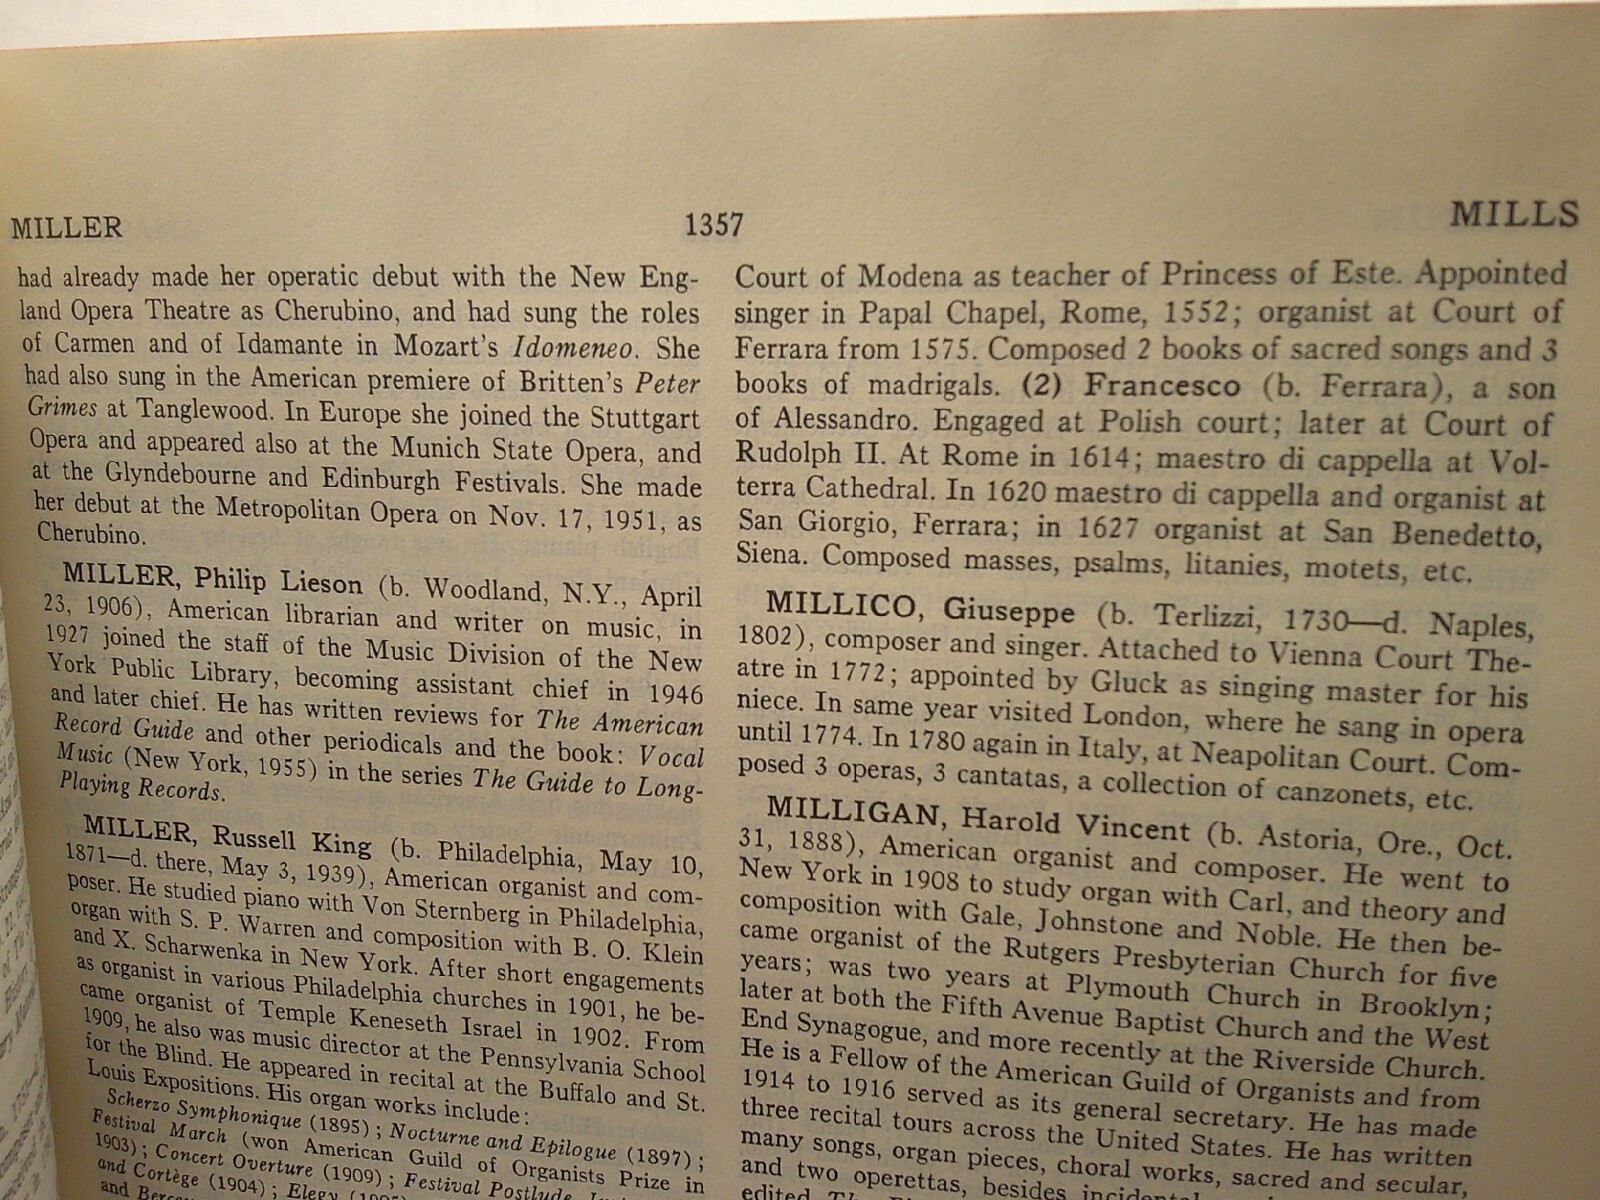 MILLER
1357
MILLS
had already made her operatic debut with the New Eng-
land Opera Theatre as Cherubino, and had sung the roles
of Carmen and of Idamante in Mozart's Idomeneo. She
had also sung in the American premiere of Britten's Peter
Grimes at Tanglewood. In Europe she joined the Stuttgart
Opera and appeared also at the Munich State Opera, and
at the Glyndebourne and Edinburgh Festivals. She made
her debut at the Metropolitan Opera on Nov. 17, 1951, as
Cherubino.
MILLER, Philip Lieson (b. Woodland, N.Y., April
23, 1906), American librarian and writer on music, in
1927 joined the staff of the Music Division of the New
York Public Library, becoming assistant chief in 1946
and later chief. He has written reviews for The American
Record Guide and other periodicals and the book: Vocal
Music (New York, 1955) in the series The Guide to Long-
Playing Records.
MILLER, Russell King (b. Philadelphia, May 10,
1871—d. there, May 3, 1939), American organist and com-
poser. He studied piano with Von Sternberg in Philadelphia,
organ with S. P. Warren and composition with B. O. Klein
and X. Scharwenka in New York. After short engagements
as organist in various Philadelphia churches in 1901, he be-
came organist of Temple Keneseth Israel in 1902. From
1909, he also was music director at the Pennsylvania School
for the Blind. He appeared in recital at the Buffalo and St.
Louis Expositions. His organ works include:
Scherzo Symphonique (1895); Nocturne and Epilogue (1897);
Festival March (won American Guild of Organists Prize in
1903); Concert Overture (1909); Festival Postlude,
and Cortège (1904); Elegy
and
Court of Modena as teacher of Princess of Este. Appointed
singer in Papal Chapel, Rome, 1552; organist at Court of
Ferrara from 1575. Composed 2 books of sacred songs and 3
books of madrigals. (2) Francesco (b. Ferrara), a son
of Alessandro. Engaged at Polish court; later at Court of
Rudolph II. At Rome in 1614; maestro di cappella at Vol-
terra Cathedral. In 1620 maestro di cappella and organist at
San Giorgio, Ferrara; in 1627 organist at San Benedetto,
Siena. Composed masses, psalms, litanies, motets, etc.
MILLICO, Giuseppe (b. Terlizzi, 1730—d. Naples,
1802), composer and singer. Attached to Vienna Court The-
atre in 1772; appointed by Gluck as singing master for his
niece. In same year visited London, where he sang in opera
until 1774. In 1780 again in Italy, at Neapolitan Court. Com-
posed 3 operas, 3 cantatas, a collection of canzonets, etc.
MILLIGAN, Harold Vincent (b. Astoria, Ore., Oct.
31, 1888), American organist and composer. He went to
New York in 1908 to study organ with Carl, and theory and
composition with Gale, Johnstone and Noble. He then be-
came organist of the Rutgers Presbyterian Church for five
years; was two years at Plymouth Church in Brooklyn;
later at both the Fifth Avenue Baptist Church and the West
End Synagogue, and more recently at the Riverside Church.
He is a Fellow of the American Guild of Organists and from
1914 to 1916 served as its general secretary. He has made
three recital tours across the United States. He has written
many songs, organ pieces, choral works, sacred and secular,
and two operettas, besides
edited